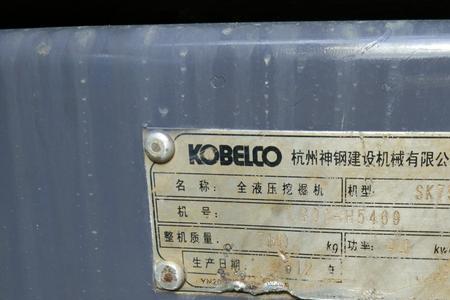 KOBELCO 杭州神钢建设机械有限公
名称: 全液压挖掘机 机型 SK7
机号: H5469
整机质量: kg 功率: kw
生产日期 2012 年